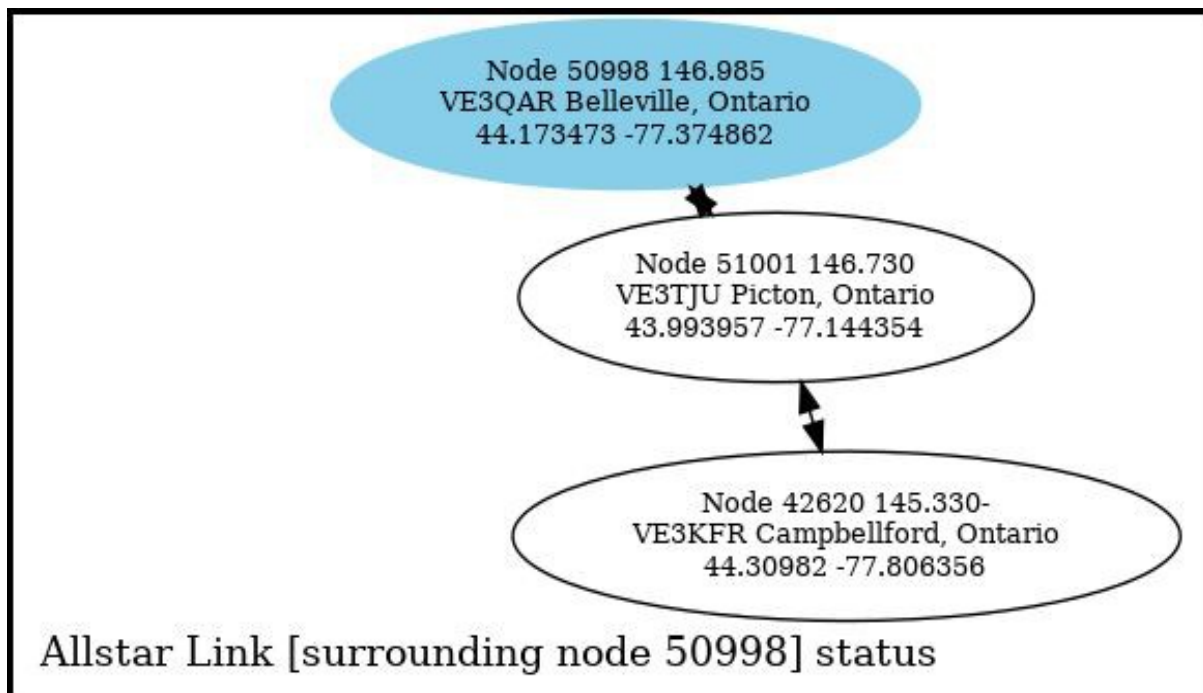 Node 50998 146.985
VE3QAR Belleville, Ontario
44.173473 -77.374862
Node 51001 146.730
VE3TJU Picton, Ontario
43.993957 -77.144354
Node 42620 145.330-
VE3KFR Campbellford, Ontario
44.30982 -77.806356
Allstar Link [surrounding node 50998] status